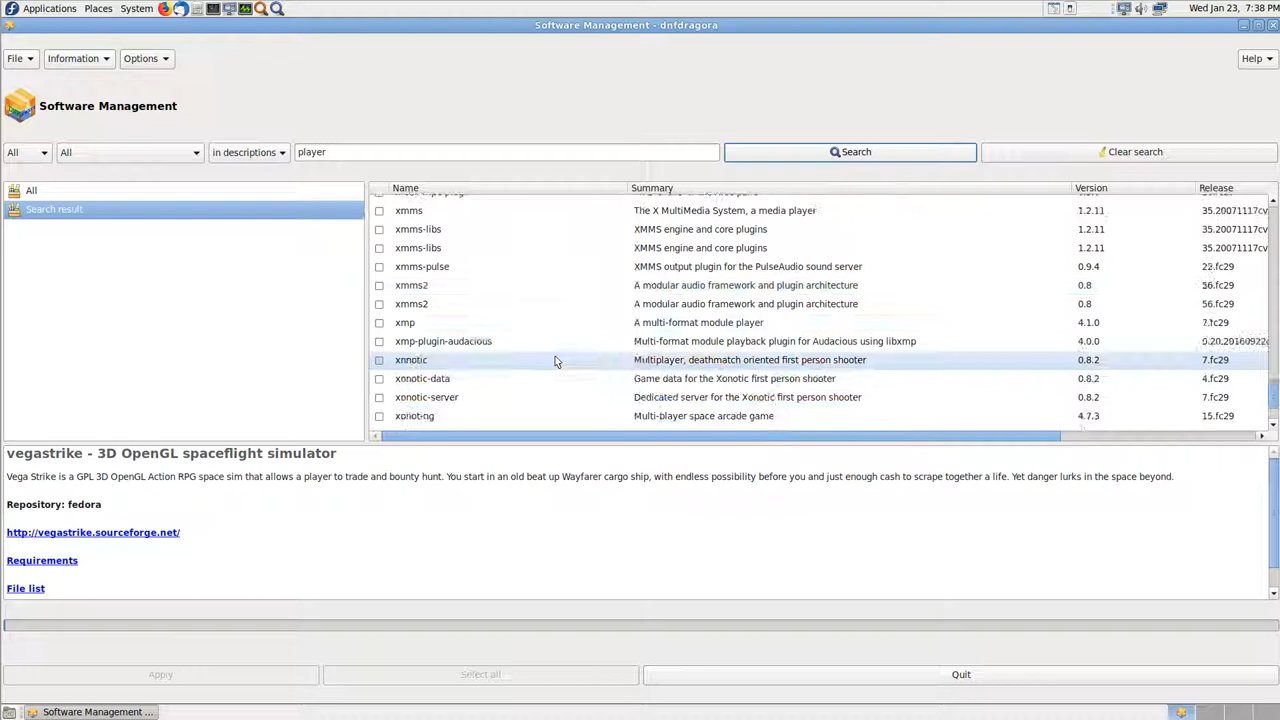 Applications Places System Wed Jan 23, 7:38 PM
Software Management - dnfdragora
File Information Options Help
Software Management
All All in descriptions player Search Clear search
All
Search result
Name Summary Version Release
xmms The X MultiMedia System, a media player 1.2.11 35.20071117cv
xmms-libs XMMS engine and core plugins 1.2.11 35.20071117cv
xmms-libs XMMS engine and core plugins 1.2.11 35.20071117cv
xmms-pulse XMMS output plugin for the PulseAudio sound server 0.9.4 22.fc29
xmms2 A modular audio framework and plugin architecture 0.8 56.fc29
xmms2 A modular audio framework and plugin architecture 0.8 56.fc29
xmp A multi-format module player 4.1.0 7.fc29
xmp-plugin-audacious Multi-format module playback plugin for Audacious using libxmp 4.0.0
xonotic Multiplayer, deathmatch oriented first person shooter 0.8.2 7.fc29
xonotic-data Game data for the Xonotic first person shooter 0.8.2 4.fc29
xonotic-server Dedicated server for the Xonotic first person shooter 0.8.2 7.fc29
Multi-player space arcade game 4.7.3 15.fc29
vegastrike - 3D OpenGL spaceflight simulator
Vega Strike is a GPL 3D OpenGL Action RPG space sim that allows a player to trade and bounty hunt. You start in an old beat up Wayfarer cargo ship, with endless possibility before you and just enough cash to scrape together a life. Yet danger lurks in the space beyond.
Repository: fedora
http://vegastrike.sourceforge.net/
Requirements
File list
Apply Select all Quit
Software Management ...